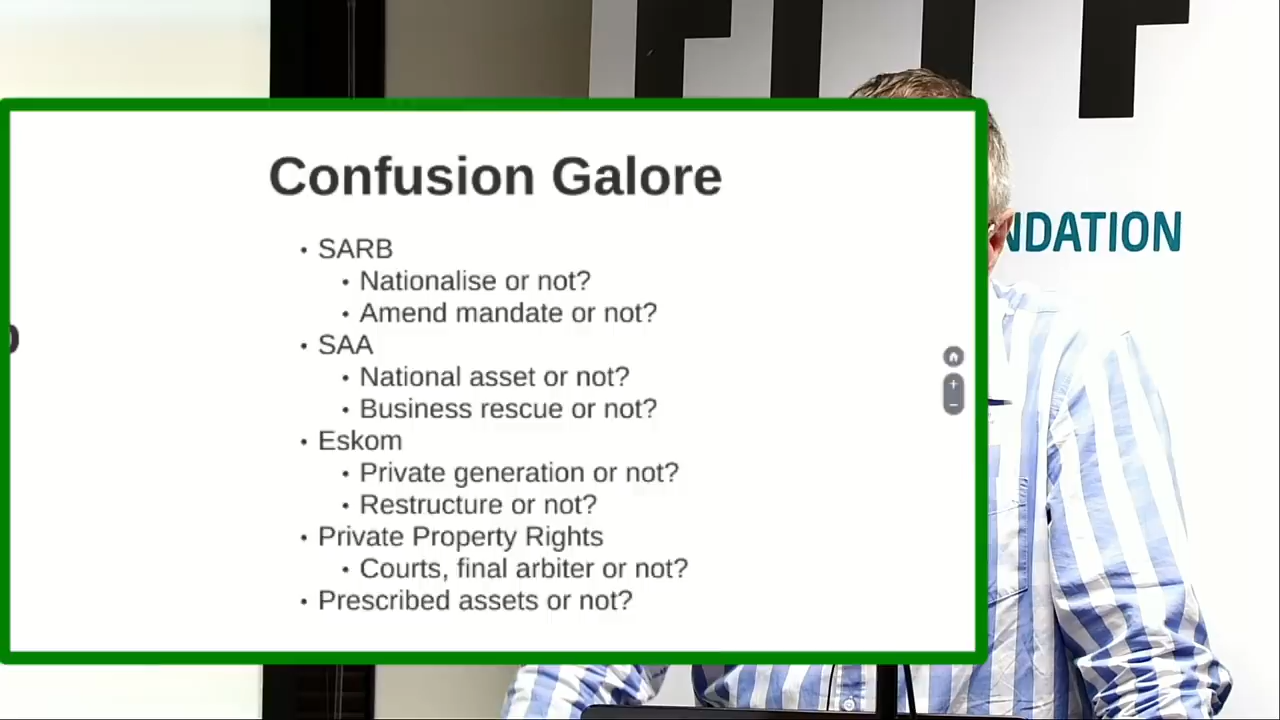 Confusion Galore
• SARB
• Nationalise or not?
• Amend mandate or not?
• SAA
• National asset or not?
• Business rescue or not?
• Eskom
• Private generation or not?
• Restructure or not?
• Private Property Rights
• Courts, final arbiter or not?
• Prescribed assets or not?
NDATION